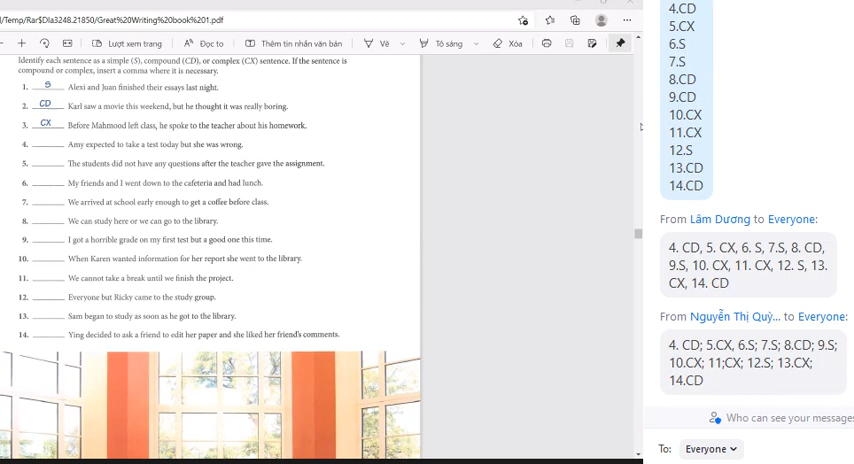 l/Temp/Rar$DIa3248.21850/Great%20Writing%20book%201.pdf
Lượt xem trang
Đọc to
Thêm tin nhắn văn bản
Vẽ
Tô sáng
Xóa
Identify each sentence as a simple (S), compound (CD), or complex (CX) sentence. If the sentence is
compound or complex, insert a comma where it is necessary.
1. S Alexi and Juan finished their essays last night.
2. CD Karl saw a movie this weekend, but he thought it was really boring.
3. CX Before Mahmood left class, he spoke to the teacher about his homework.
4. ______ Amy expected to take a test today but she was wrong.
5. ______ The students did not have any questions after the teacher gave the assignment.
6. ______ My friends and I went down to the cafeteria and had lunch.
7. ______ We arrived at school early enough to get a coffee before class.
8. ______ We can study here or we can go to the library.
9. ______ I got a horrible grade on my first test but a good one this time.
10. ______ When Karen wanted information for her report she went to the library.
11. ______ We cannot take a break until we finish the project.
12. ______ Everyone but Ricky came to the study group.
13. ______ Sam began to study as soon as he got to the library.
14. ______ Ying decided to ask a friend to edit her paper and she liked her friend's comments.
4.CD
5.CX
6.S
7.S
8.CD
9.CD
10.CX
11.CX
12.S
13.CD
14.CD
From Lâm Dương to Everyone:
4. CD, 5. CX, 6. S, 7.S, 8. CD,
9.S, 10. CX, 11. CX, 12. S, 13.
CX, 14. CD
From Nguyễn Thị Quỳ... to Everyone:
4. CD; 5.CX, 6.S; 7.S; 8.CD; 9.S;
10.CX; 11;CX; 12.S; 13.CX;
14.CD
Who can see your messages
To: Everyone